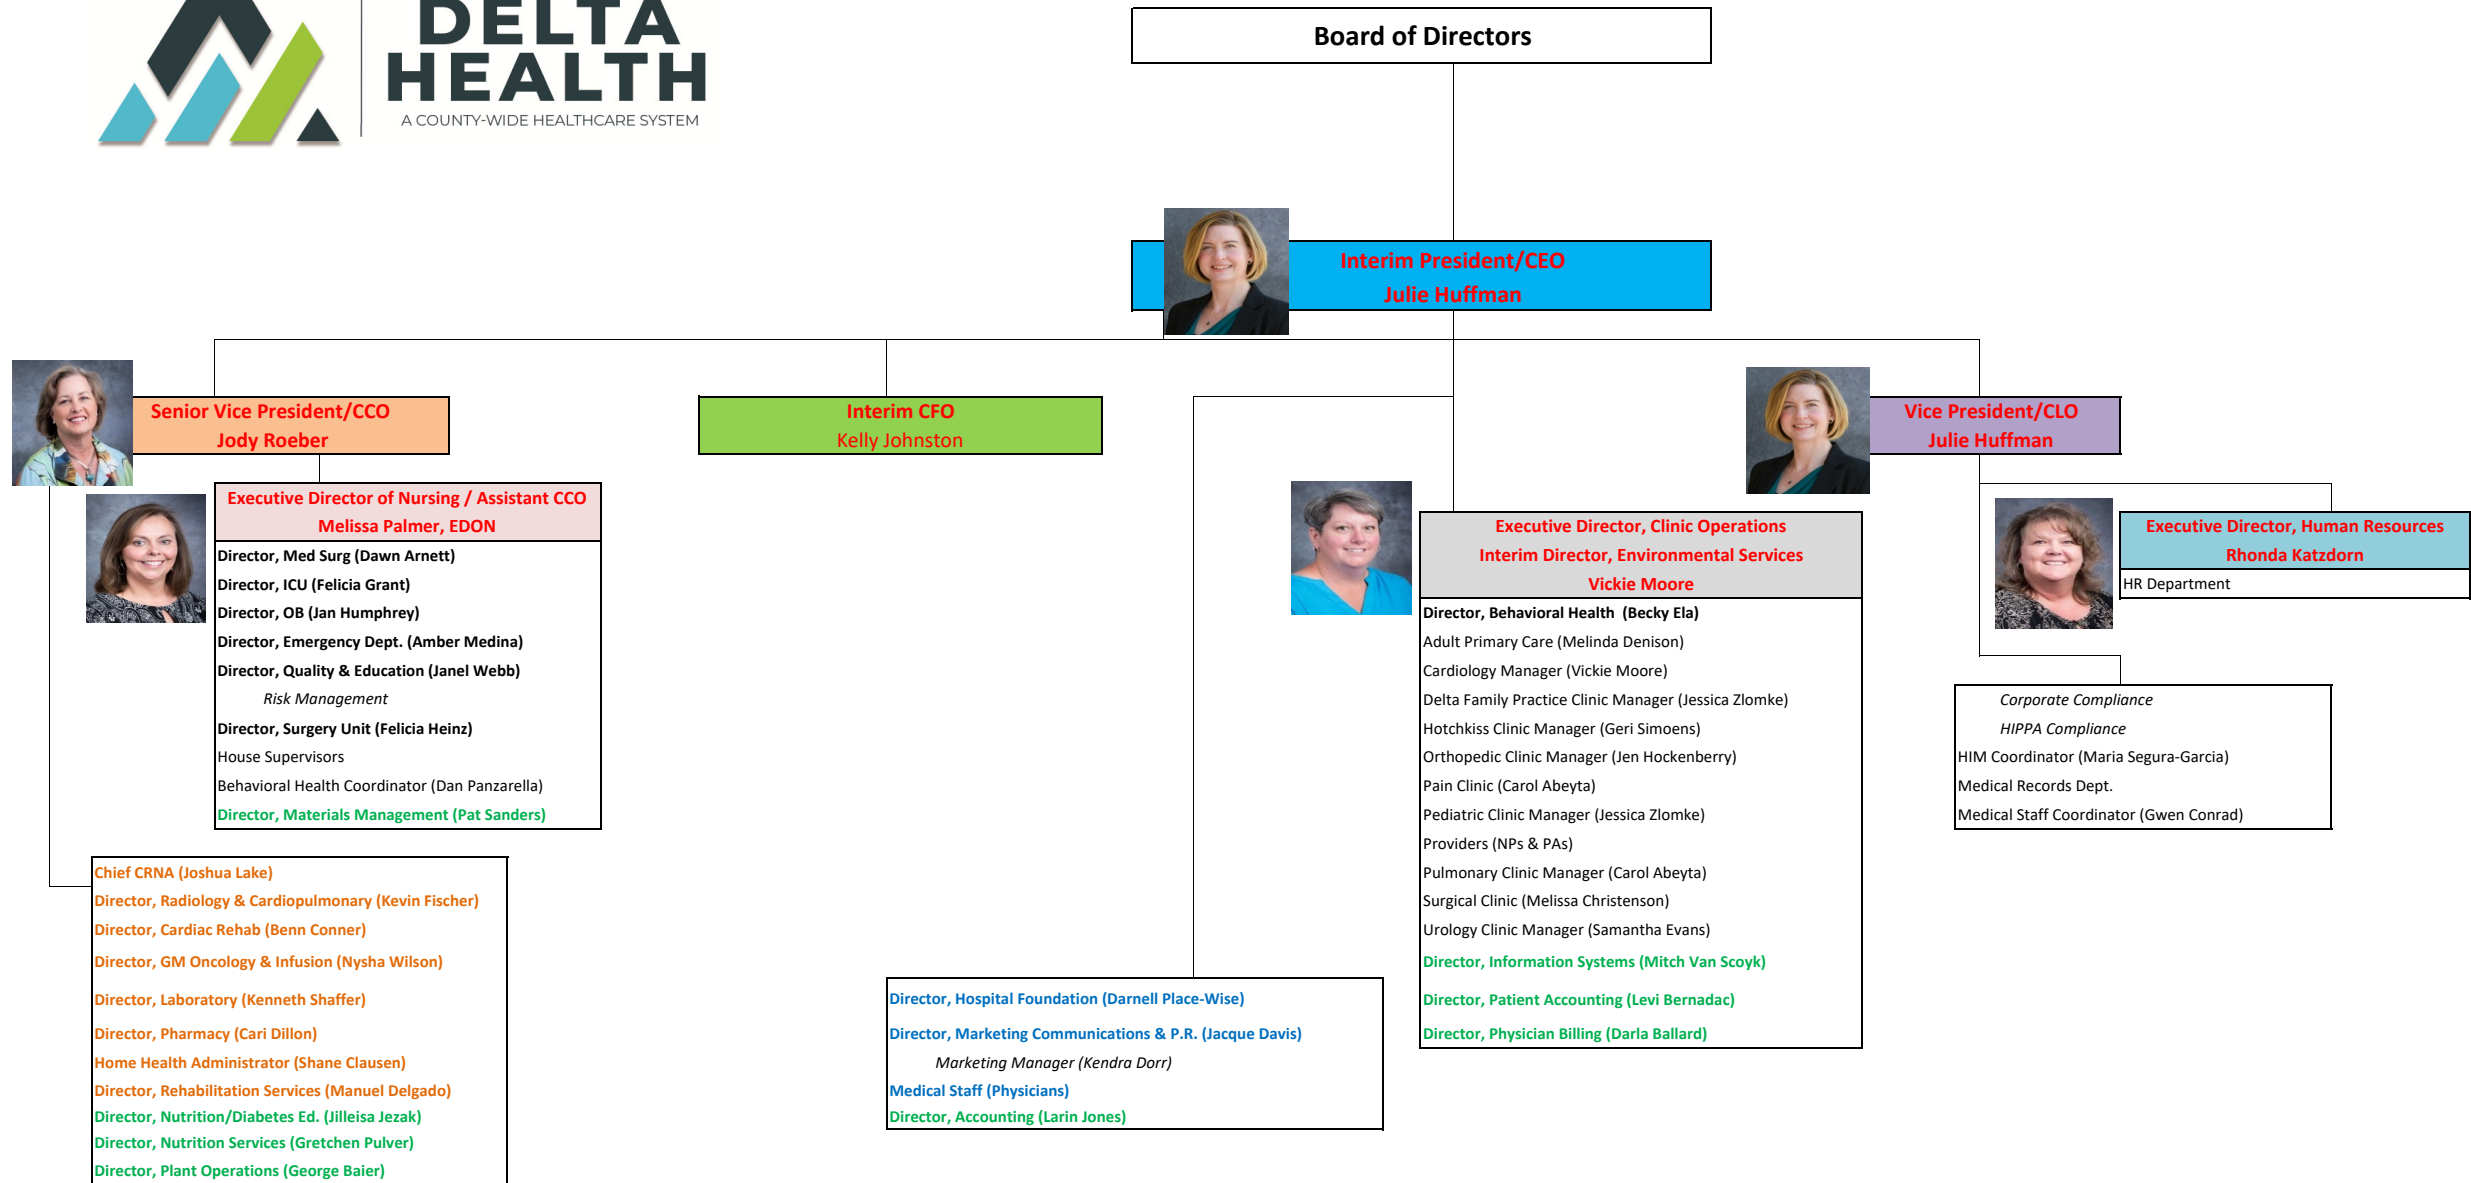 DELTA
HEALTH
A COUNTY-WIDE HEALTHCARE SYSTEM
Board of Directors
Interim President/CEO
Julie Huffman
Senior Vice President/CCO
Jody Roeber
Interim CFO
Kelly Johnston
Vice President/CLO
Julie Huffman
Executive Director of Nursing / Assistant CCO
Melissa Palmer, EDON
Director, Med Surg (Dawn Arnett)
Director, ICU (Felicia Grant)
Director, OB (Jan Humphrey)
Director, Emergency Dept. (Amber Medina)
Director, Quality & Education (Janel Webb)
Risk Management
Director, Surgery Unit (Felicia Heinz)
House Supervisors
Behavioral Health Coordinator (Dan Panzarella)
Director, Materials Management (Pat Sanders)
Chief CRNA (Joshua Lake)
Director, Radiology & Cardiopulmonary (Kevin Fischer)
Director, Cardiac Rehab (Benn Conner)
Director, GM Oncology & Infusion (Nysha Wilson)
Director, Laboratory (Kenneth Shaffer)
Director, Pharmacy (Cari Dillon)
Home Health Administrator (Shane Clausen)
Director, Rehabilitation Services (Manuel Delgado)
Director, Nutrition/Diabetes Ed. (Jilleisa Jezak)
Director, Nutrition Services (Gretchen Pulver)
Director, Plant Operations (George Baier)
Director, Hospital Foundation (Darnell Place-Wise)
Director, Marketing Communications & P.R. (Jacque Davis)
Marketing Manager (Kendra Dorr)
Medical Staff (Physicians)
Director, Accounting (Larin Jones)
Executive Director, Clinic Operations
Interim Director, Environmental Services
Vickie Moore
Director, Behavioral Health  (Becky Ela)
Adult Primary Care (Melinda Denison)
Cardiology Manager (Vickie Moore)
Delta Family Practice Clinic Manager (Jessica Zlomke)
Hotchkiss Clinic Manager (Geri Simoens)
Orthopedic Clinic Manager (Jen Hockenberry)
Pain Clinic (Carol Abeyta)
Pediatric Clinic Manager (Jessica Zlomke)
Providers (NPs & PAs)
Pulmonary Clinic Manager (Carol Abeyta)
Surgical Clinic (Melissa Christenson)
Urology Clinic Manager (Samantha Evans)
Director, Information Systems (Mitch Van Scoyk)
Director, Patient Accounting (Levi Bernadac)
Director, Physician Billing (Darla Ballard)
Executive Director, Human Resources
Rhonda Katzdorn
HR Department
Corporate Compliance
HIPPA Compliance
HIM Coordinator (Maria Segura-Garcia)
Medical Records Dept.
Medical Staff Coordinator (Gwen Conrad)